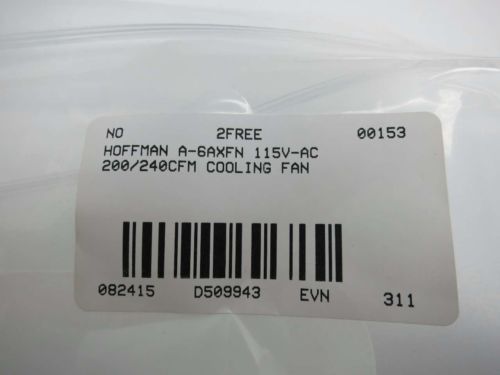 NO 2FREE 00153
HOFFMAN A-6AXFN 115V-AC
200/240CFM COOLING FAN
082415 D509943 EVN 311